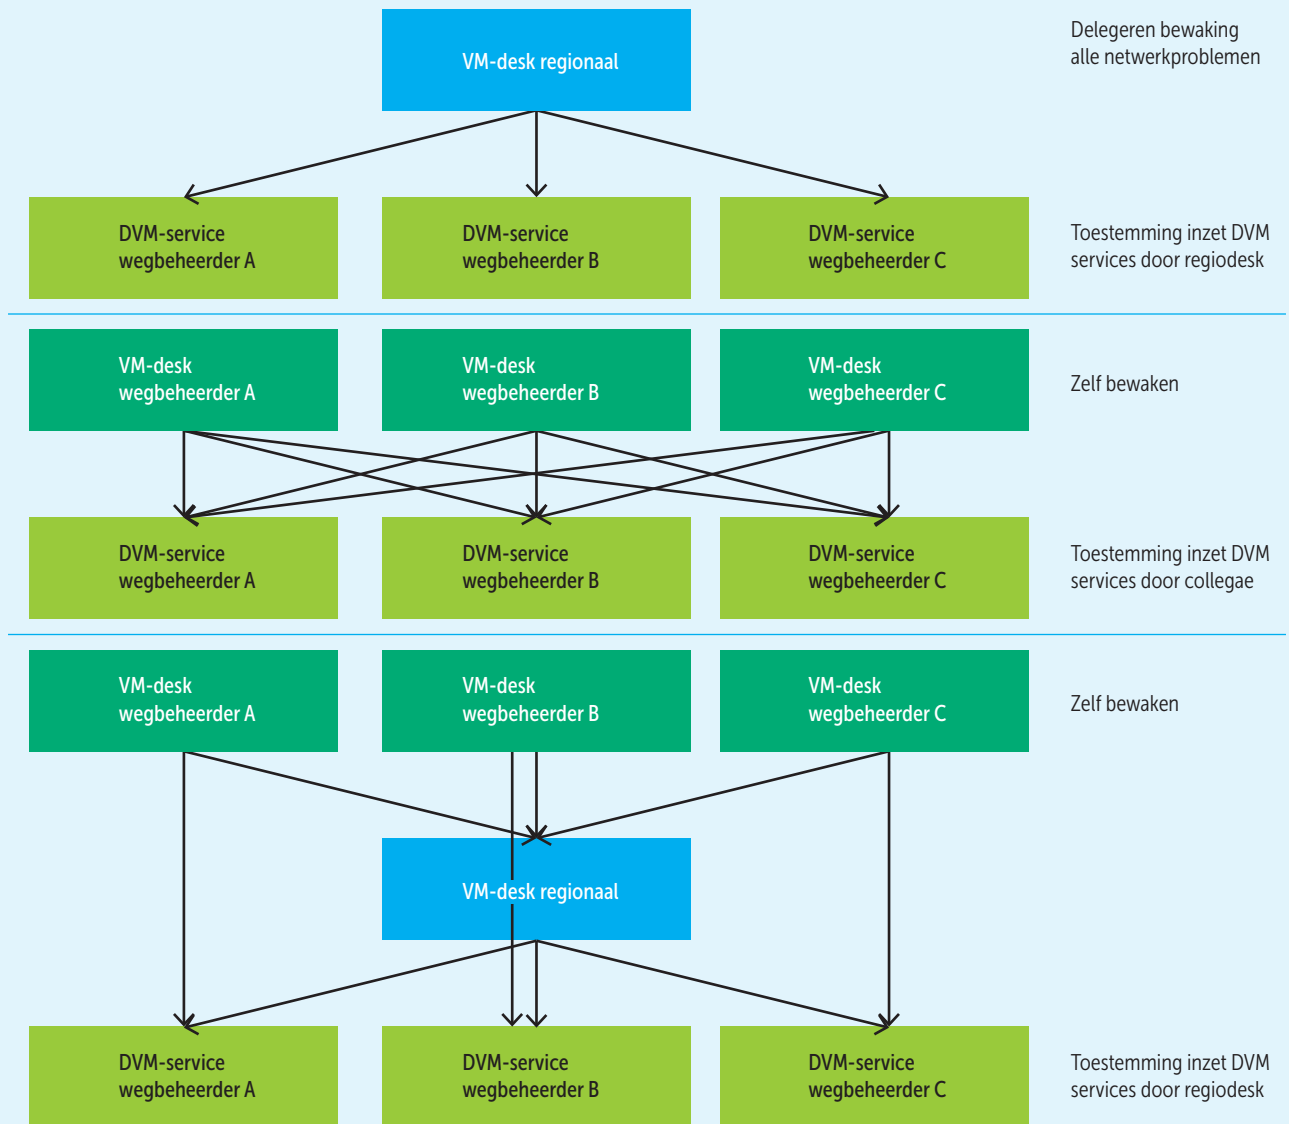 VM-desk regionaal
Delegeren bewaking
alle netwerkproblemen
DVM-service
wegbeheerder A
DVM-service
wegbeheerder B
DVM-service
wegbeheerder C
Toestemming inzet DVM
services door regiodesk
VM-desk
wegbeheerder A
VM-desk
wegbeheerder B
VM-desk
wegbeheerder C
Zelf bewaken
DVM-service
wegbeheerder A
DVM-service
wegbeheerder B
DVM-service
wegbeheerder C
Toestemming inzet DVM
services door collegae
VM-desk
wegbeheerder A
VM-desk
wegbeheerder B
VM-desk
wegbeheerder C
Zelf bewaken
VM-desk regionaal
DVM-service
wegbeheerder A
DVM-service
wegbeheerder B
DVM-service
wegbeheerder C
Toestemming inzet DVM
services door regiodesk